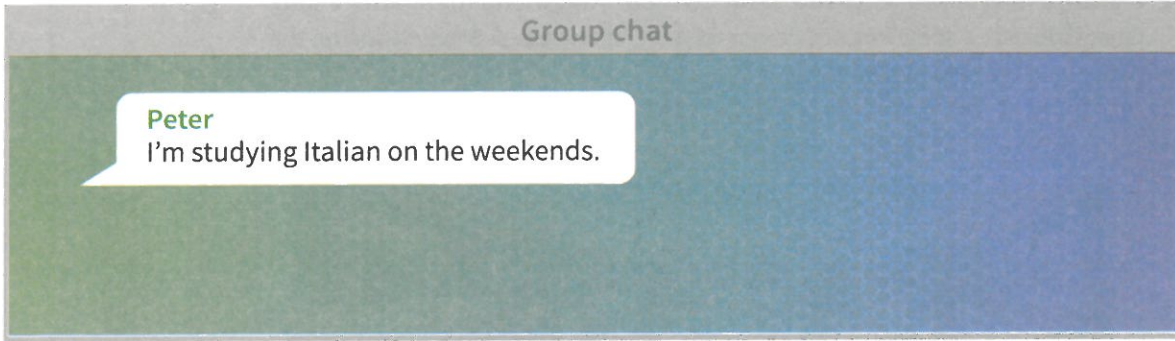 Group chat
Peter
I'm studying Italian on the weekends.